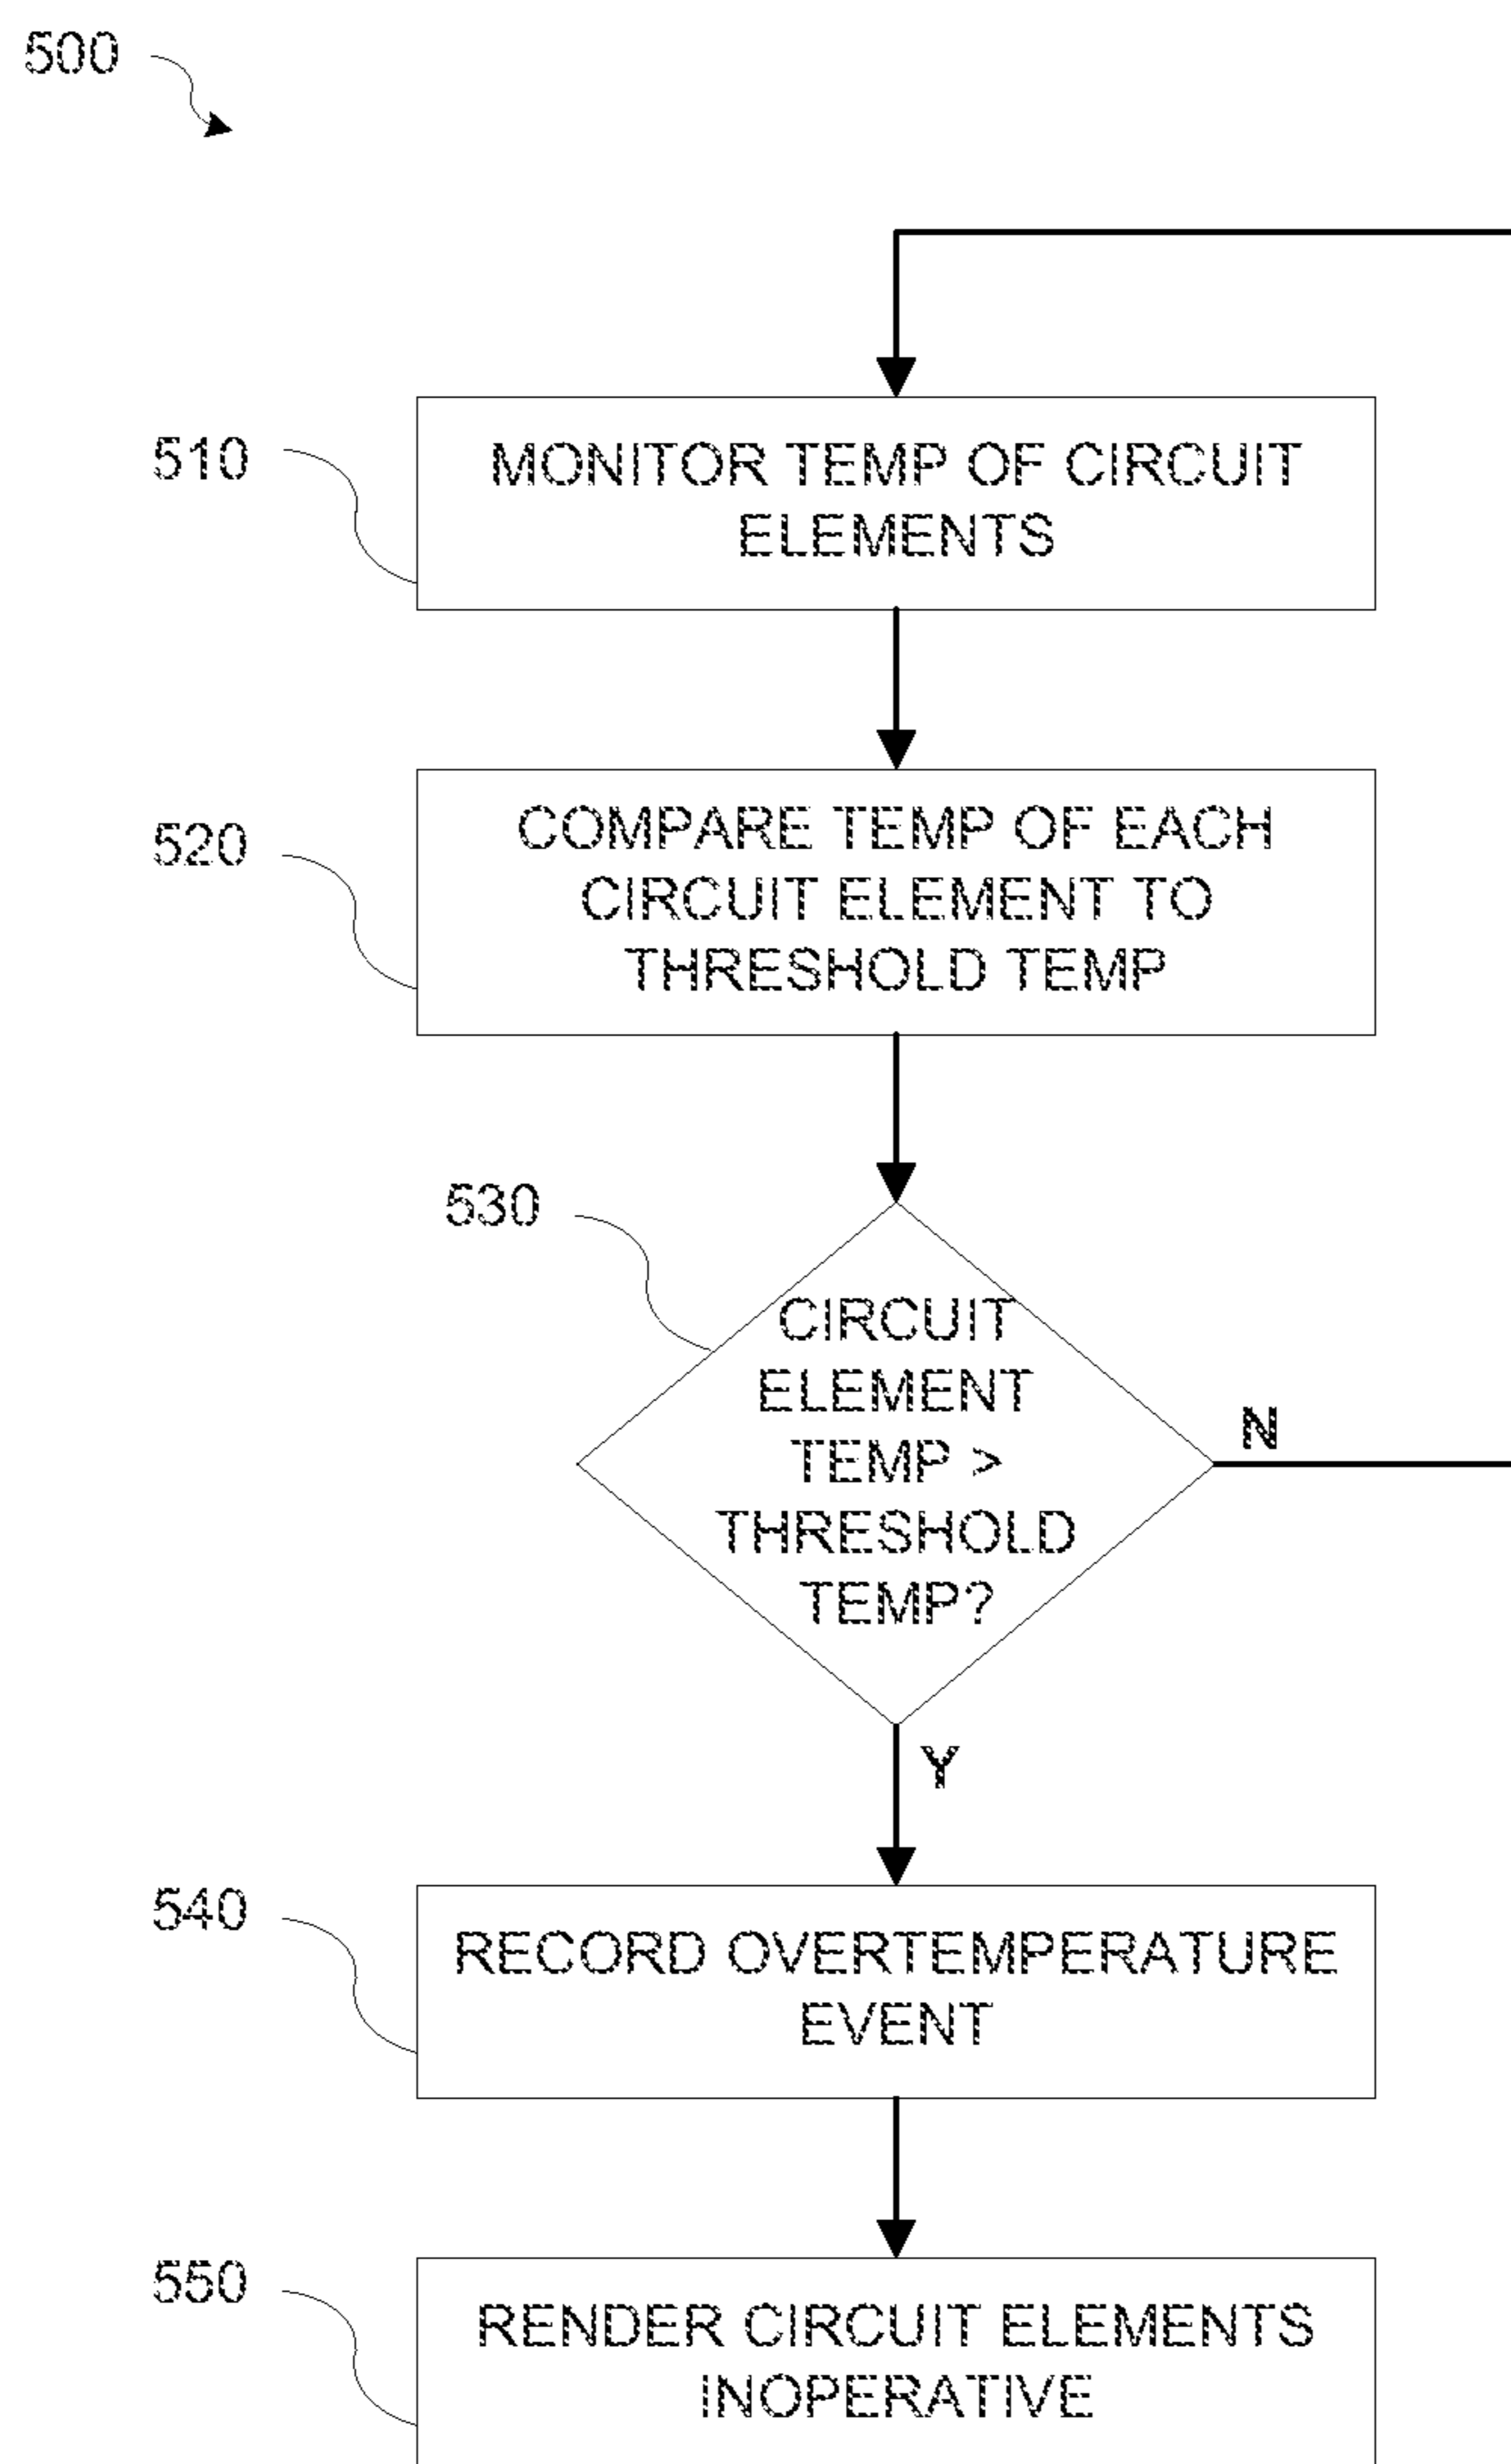 500
510
MONITOR TEMP OF CIRCUIT
ELEMENTS
520
COMPARE TEMP OF EACH
CIRCUIT ELEMENT TO
THRESHOLD TEMP
530
CIRCUIT
ELEMENT
TEMP >
THRESHOLD
TEMP?
N
Y
540
RECORD OVERTEMPERATURE
EVENT
550
RENDER CIRCUIT ELEMENTS
INOPERATIVE